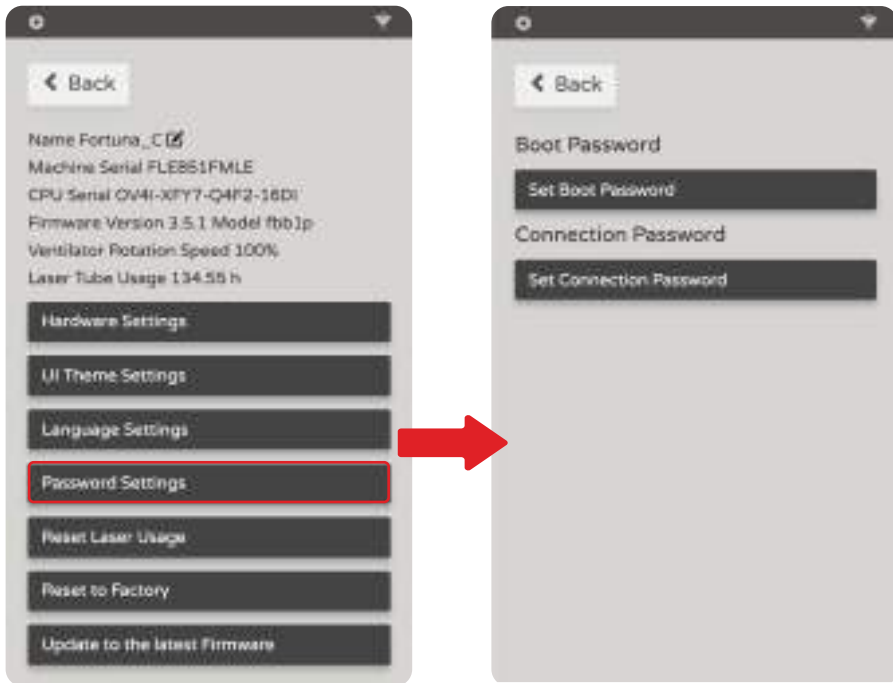 Back
Name Fortuna_C
Machine Serial FLE851FMLE
CPU Serial OV4I-XFY7-Q4F2-16DI
Firmware Version 3.5.1 Model fbb1p
Ventilator Rotation Speed 100%
Laser Tube Usage 134.55 h
Hardware Settings
UI Theme Settings
Language Settings
Password Settings
Reset Laser Usage
Reset to Factory
Update to the latest Firmware
Back
Boot Password
Set Boot Password
Connection Password
Set Connection Password